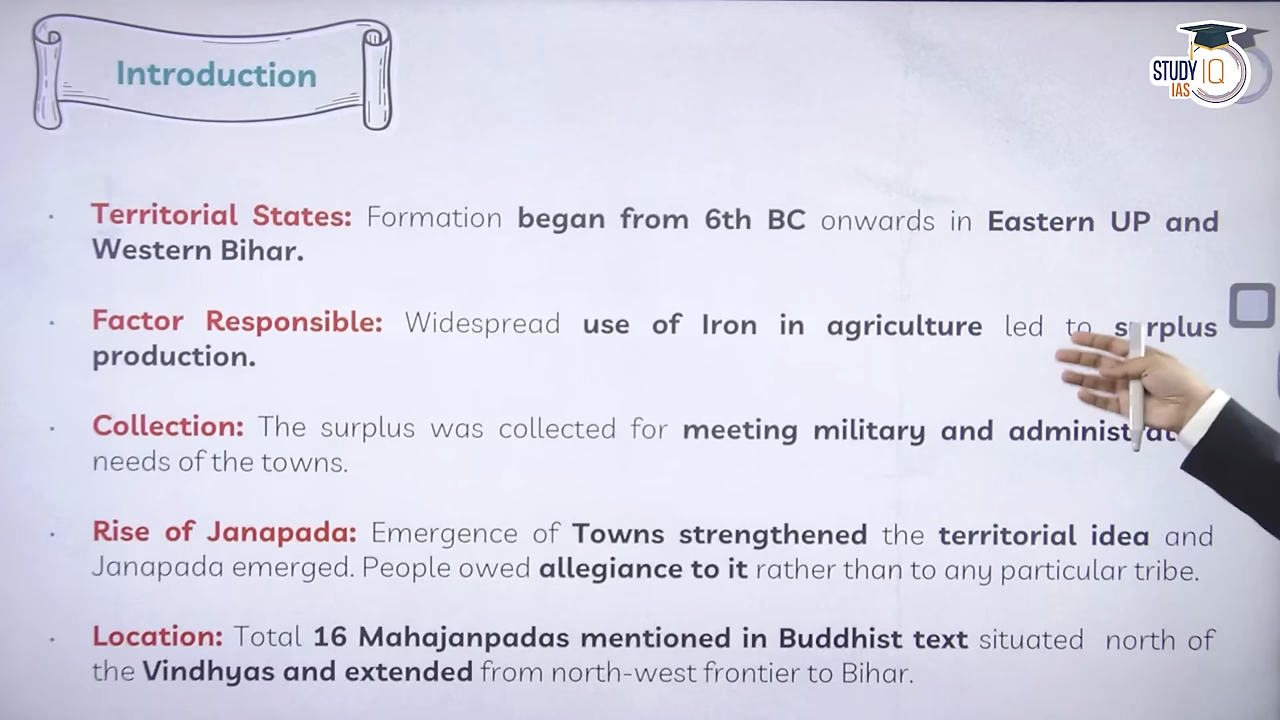 Introduction
STUDY IQ
IAS
Territorial States: Formation began from 6th BC onwards in Eastern UP and
Western Bihar.
Factor Responsible: Widespread use of Iron in agriculture led to surplus
production.
Collection: The surplus was collected for meeting military and
needs of the towns.
Rise of Janapada: Emergence of Towns strengthened the territorial idea and
Janapada emerged. People owed allegiance to it rather than to any particular tribe.
Location: Total 16 Mahajanpadas mentioned in Buddhist text situated north of
the Vindhyas and extended from north-west frontier to Bihar.